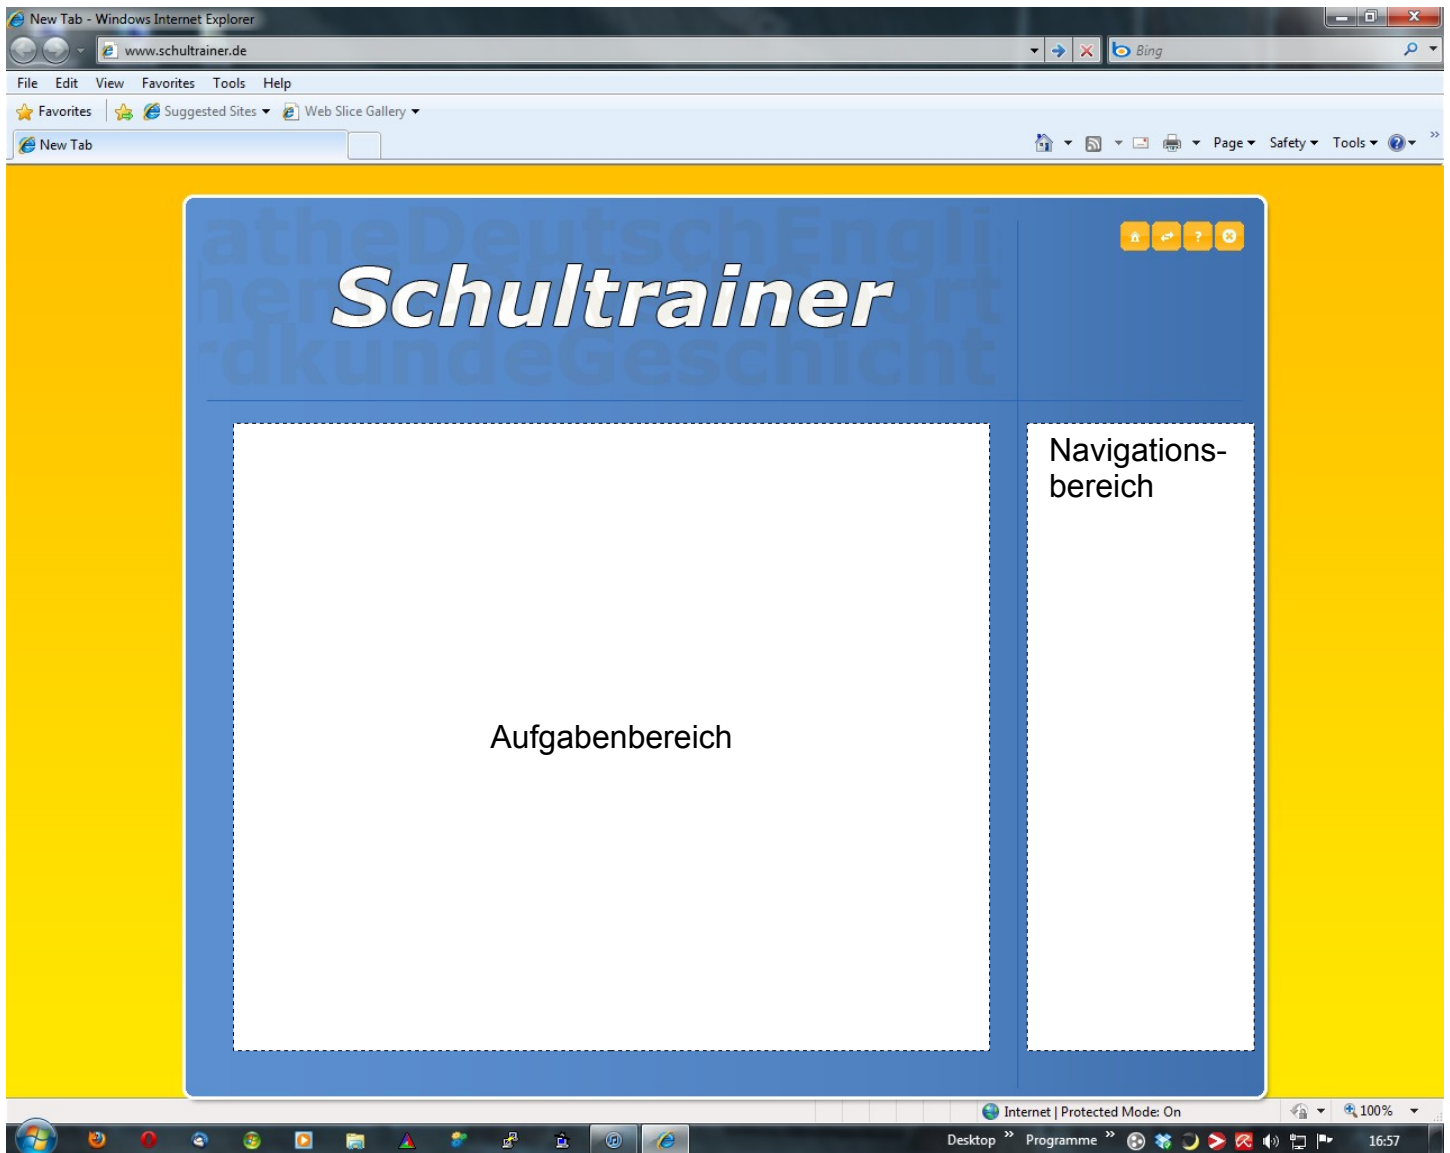 New Tab - Windows Internet Explorer
www.schultrainer.de
Bing
File Edit View Favorites Tools Help
Favorites Suggested Sites Web Slice Gallery
New Tab
Page Safety Tools
atheDeutschEngli
Schultrainer
rdkundeGeschicht
Navigations-
bereich
Aufgabenbereich
Internet | Protected Mode: On
100%
Desktop » Programme »
16:57